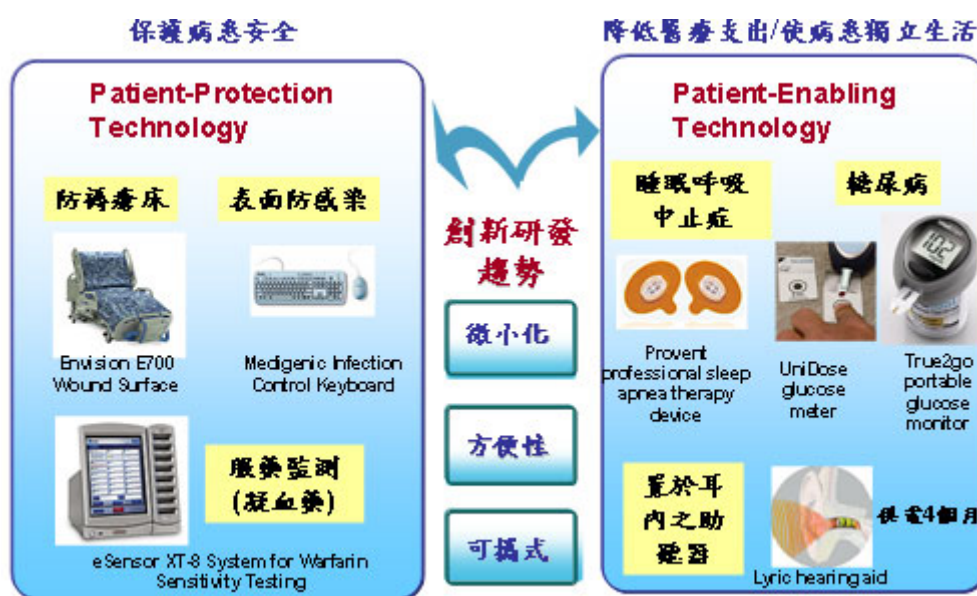 保護病患安全
降低醫療支出/使病患獨立生活
Patient-Protection
Technology
防褥瘡床
表面防感染
Envision E700
Wound Surface
Medigenic Infection
Control Keyboard
服藥監測
(凝血藥)
eSensor XT-8 System for Warfarin
Sensitivity Testing
創新研發
趨勢
微小化
方便性
可攜式
Patient-Enabling
Technology
睡眠呼吸
中止症
糖尿病
102
Provent
professional sleep
apnea therapy
device
UniDose
glucose
meter
True2go
portable
glucose
monitor
置於耳
內之助
聽器
供電4個月
Lyric hearing aid